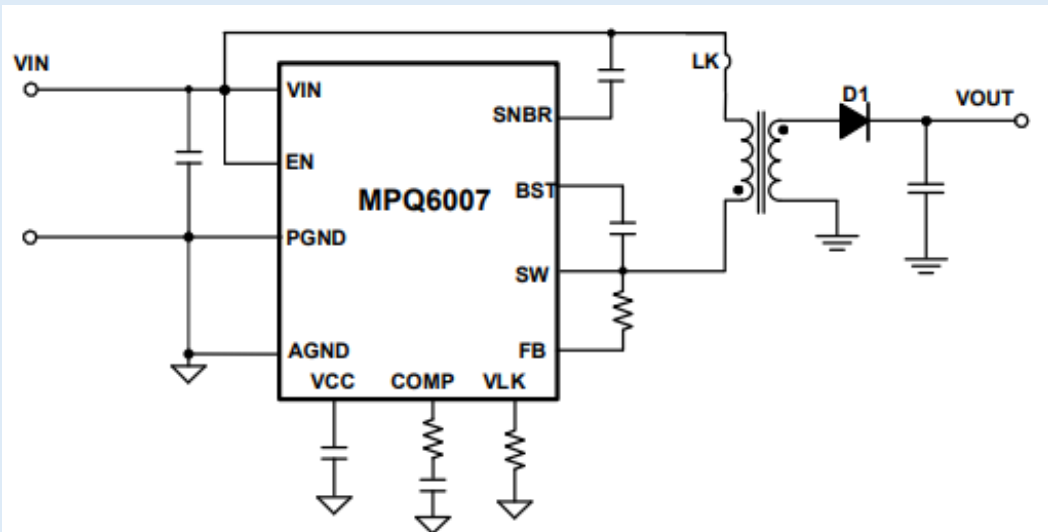 VIN
VIN
EN
PGND
AGND
VCC
COMP
VLK
MPQ6007
SNBR
BST
SW
FB
LK
D1
VOUT